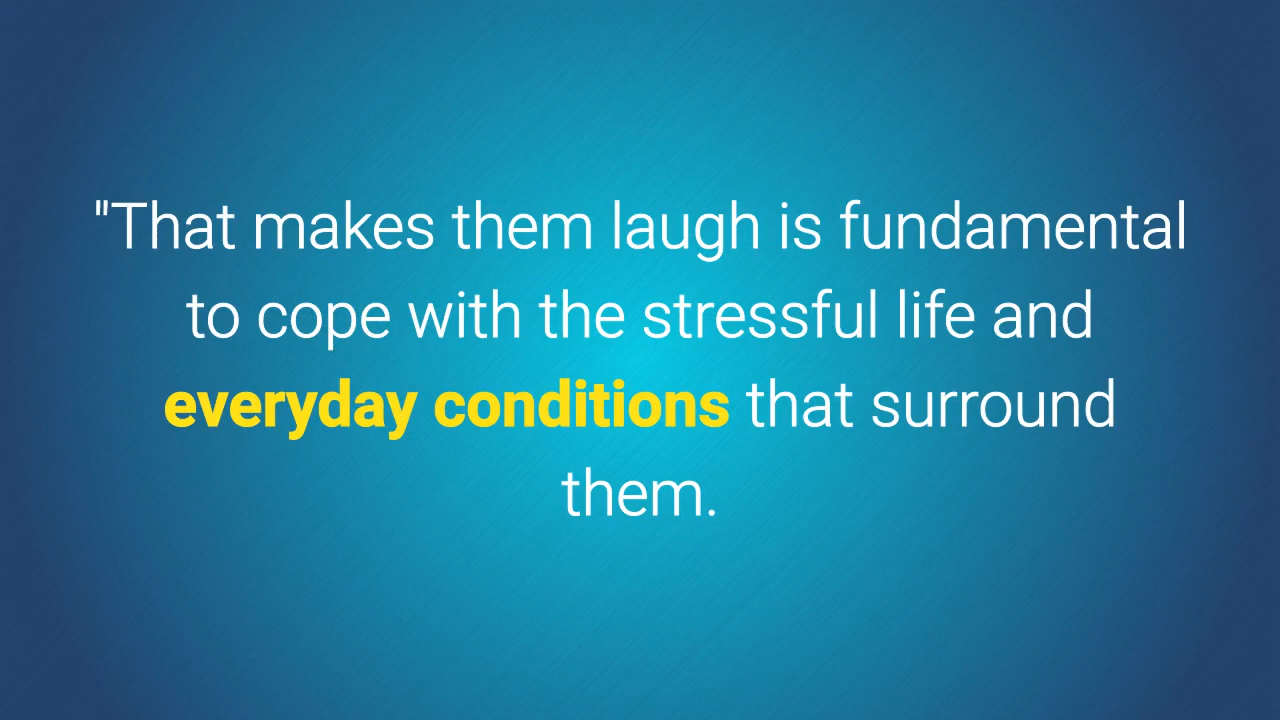 "That makes them laugh is fundamental
to cope with the stressful life and
everyday conditions that surround
them.